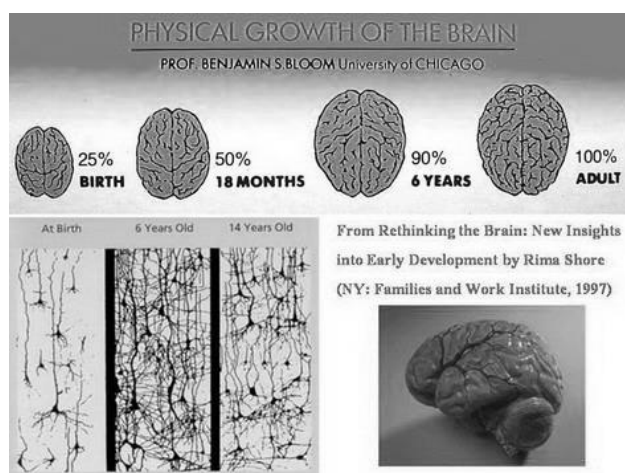 PHYSICAL GROWTH OF THE BRAIN
PROF. BENJAMIN S.BLOOM University of CHICAGO
25%
BIRTH
50%
18 MONTHS
90%
6 YEARS
100%
ADULT
At Birth
6 Years Old
14 Years Old
From Rethinking the Brain: New Insights
into Early Development by Rima Shore
(NY: Families and Work Institute, 1997)